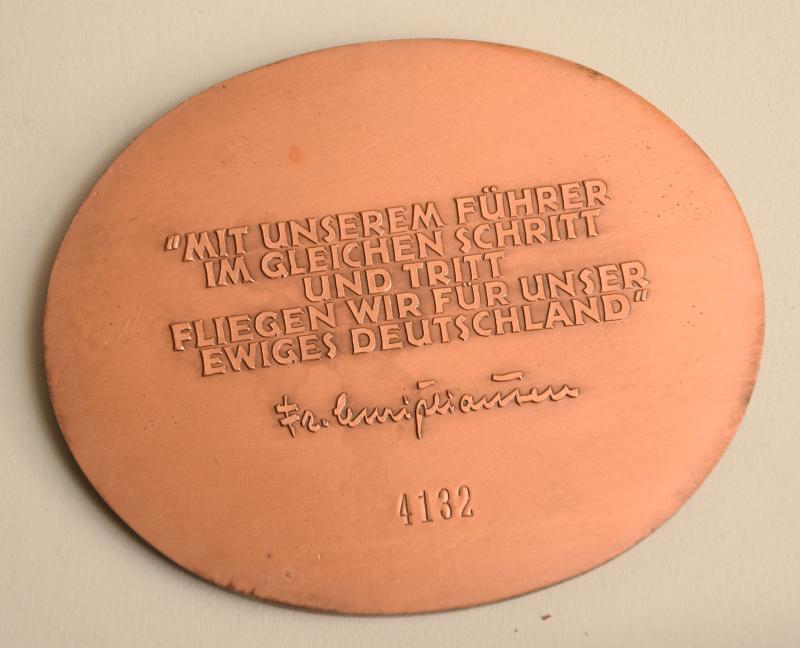 "MIT UNSEREM FÜHRER
IM GLEICHEN SCHRITT
UND TRITT
FLIEGEN WIR FÜR UNSER
EWIGES DEUTSCHLAND"
Fr. Christiansen
4132